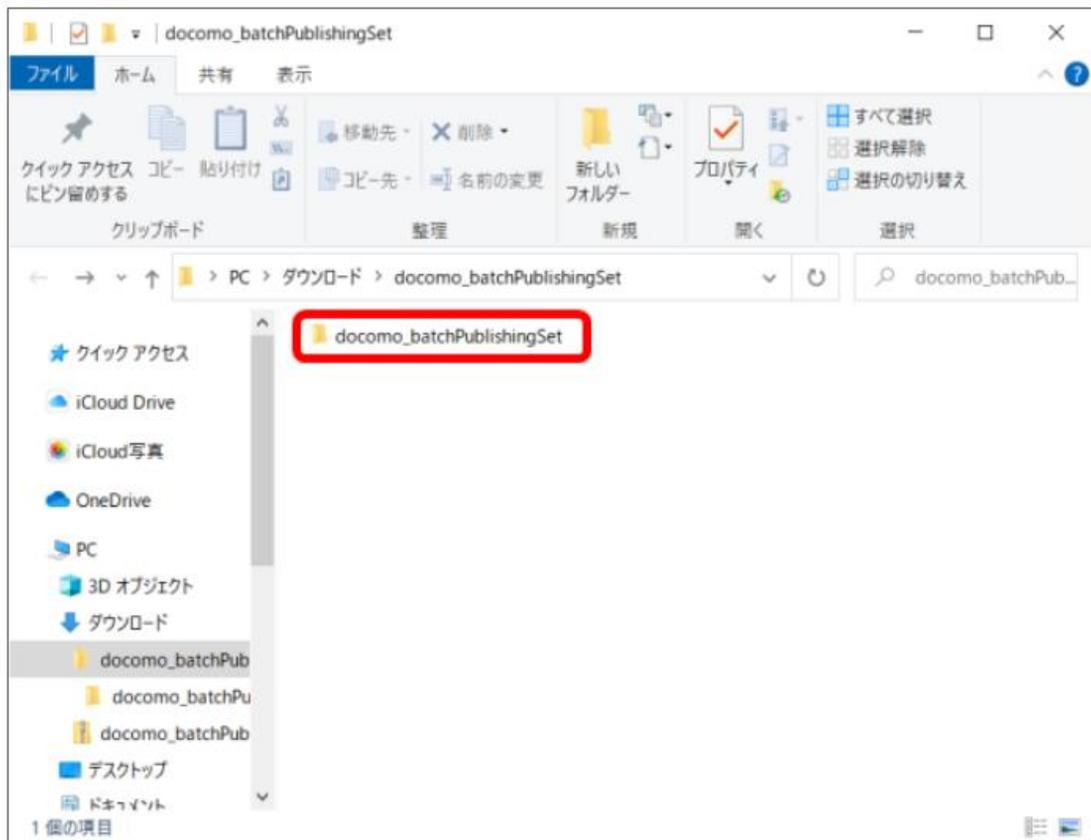 docomo_batchPublishingSet
ファイル ホーム 共有 表示
クイック アクセス
にピン留めする
コピー
貼り付け
移動先
コピー先
削除
名前の変更
新しい
フォルダー
プロパティ
すべて選択
選択解除
選択の切り替え
クリップボード 整理 新規 開く 選択
PC > ダウンロード > docomo_batchPublishingSet
docomo_batchPub...
docomo_batchPublishingSet
クイック アクセス
iCloud Drive
iCloud写真
OneDrive
PC
3D オブジェクト
ダウンロード
docomo_batchPub
docomo_batchPu
docomo_batchPub
デスクトップ
ドキュメント
1 個の項目